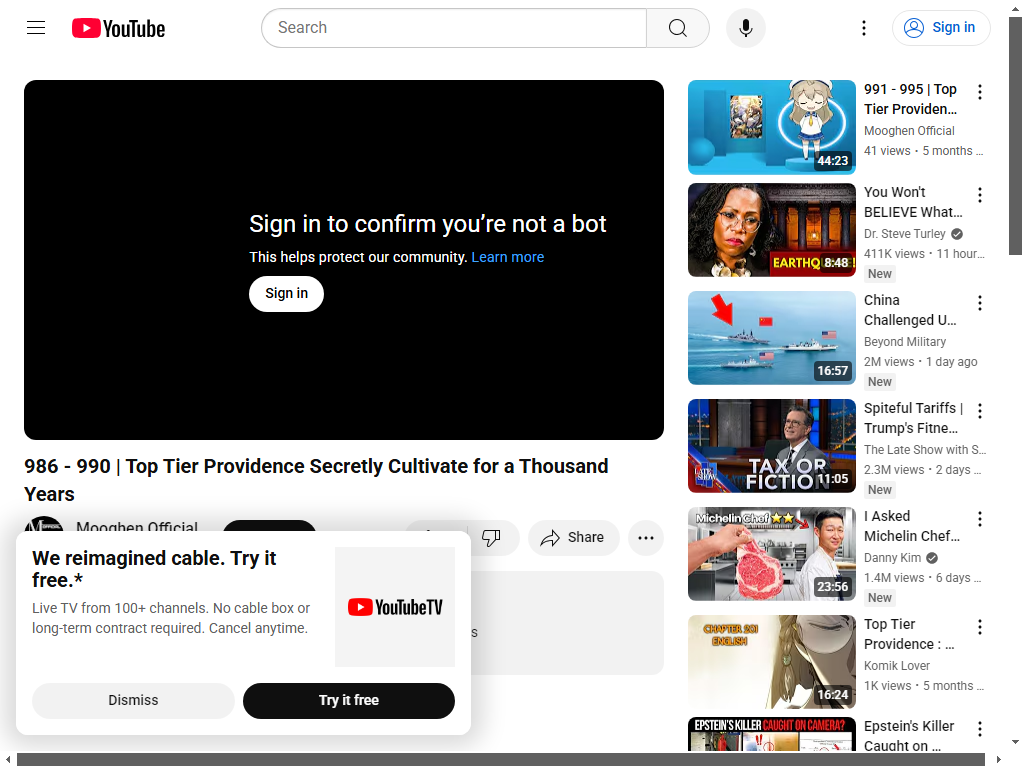 YouTube
Search
Sign in
Sign in to confirm you’re not a bot
This helps protect our community. Learn more
Sign in
986 - 990 | Top Tier Providence Secretly Cultivate for a Thousand
Years
Mooghen Official
Share
We reimagined cable. Try it
free.*
Live TV from 100+ channels. No cable box or
long-term contract required. Cancel anytime.
YouTubeTV
Dismiss
Try it free
s
44:23
991 - 995 | Top
Tier Providen...
Mooghen Official
41 views • 5 months ...
EARTHQ
8:48
You Won't
BELIEVE What...
Dr. Steve Turley
411K views • 11 hour...
New
16:57
China
Challenged U...
Beyond Military
2M views • 1 day ago
New
LATE SHOW
TAX OR
FICTION
11:05
Spiteful Tariffs |
Trump's Fitne...
The Late Show with S...
2.3M views • 2 days ...
New
Michelin Chef
23:56
I Asked
Michelin Chef...
Danny Kim
1.4M views • 6 days ...
New
CHAPTER 201
ENGLISH
16:24
Top Tier
Providence : ...
Komik Lover
1K views • 5 months ...
EPSTEIN'S KILLER CAUGHT ON CAMERA?
Epstein's Killer
Caught on ...